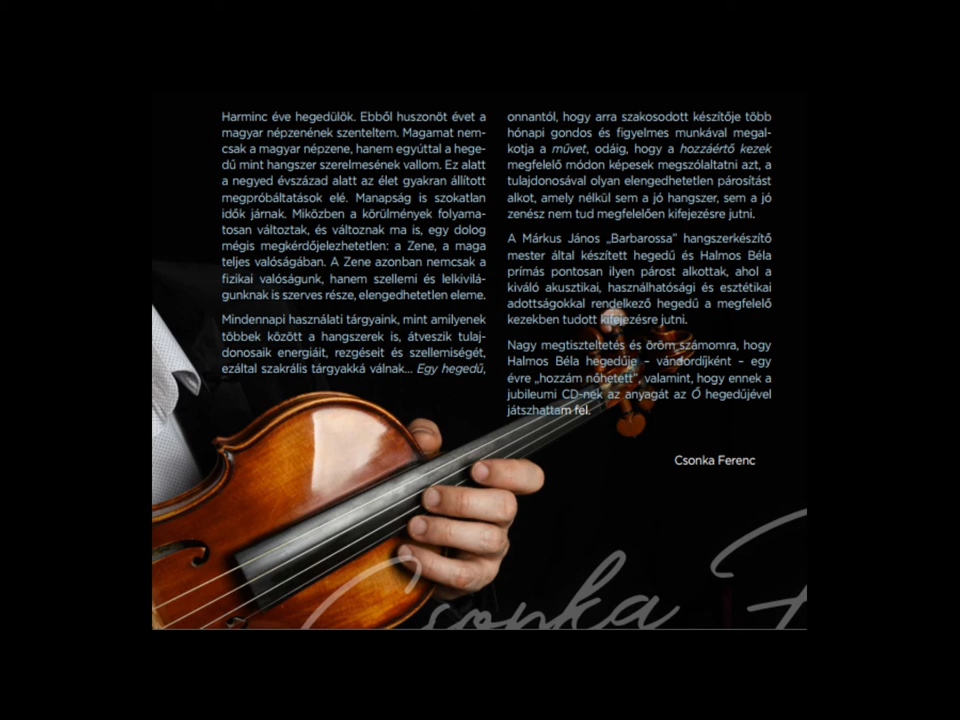 Harminc éve hegedülök. Ebből huszonöt évet a
magyar népzenének szenteltem. Magamat nem-
csak a magyar népzene, hanem egyúttal a hege-
dű mint hangszer szerelmesének vallom. Ez alatt
a negyed évszázad alatt az élet gyakran állított
megpróbáltatások elé. Manapság is szokatlan
idők járnak. Miközben a körülmények folyama-
tosan változtak, és változnak ma is, egy dolog
mégis megkérdőjelezhetetlen: a Zene, a maga
teljes valóságában. A Zene azonban nemcsak a
fizikai valóságunk, hanem szellemi és lelkivilá-
gunknak is szerves része, elengedhetetlen eleme.
Mindennapi használati tárgyaink, mint amilyenek
többek között a hangszerek is, átveszik tulaj-
donosaik energiáit, rezgéseit és szellemiségét,
ezáltal szakrális tárgyakká válnak... Egy hegedű,
onnantól, hogy arra szakosodott készítője több
hónapi gondos és figyelmes munkával megal-
kotja a művet, odáig, hogy a hozzáértő kezek
megfelelő módon képesek megszólaltatni azt, a
tulajdonosával olyan elengedhetetlen párosítást
alkot, amely nélkül sem a jó hangszer, sem a jó
zenész nem tud megfelelően kifejezésre jutni.
A Márkus János „Barbarossa” hangszerkészítő
mester által készített hegedű és Halmos Béla
prímás pontosan ilyen párost alkottak, ahol a
kiváló akusztikai, használhatósági és esztétikai
adottságokkal rendelkező hegedű a megfelelő
kezekben tudott kifejezésre jutni.
Nagy megtiszteltetés és öröm számomra, hogy
Halmos Béla hegedűje – vándordíjként – egy
évre „hozzám nőhetett”, valamint, hogy ennek a
jubileumi CD-nek az anyagát az Ő hegedűjével
játszhattam fel.
Csonka Ferenc
Csonka F